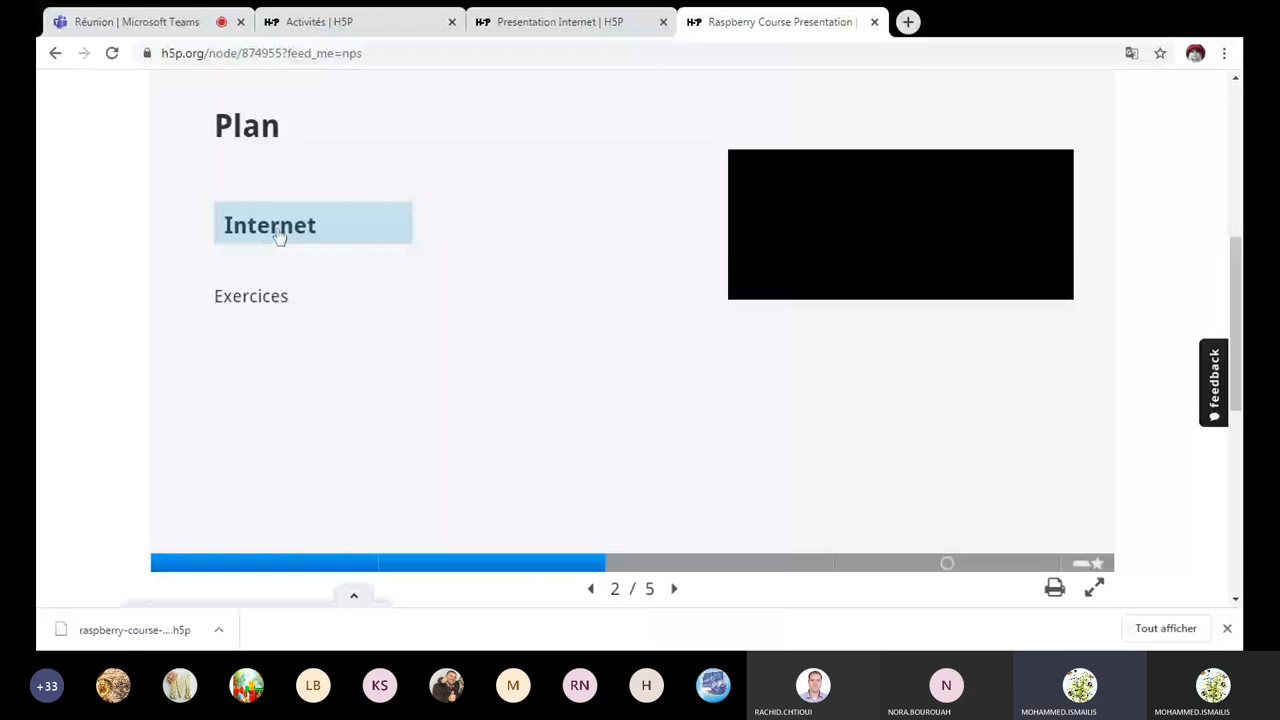 Réunion | Microsoft Teams
H-P Activités | H5P
H-P Presentation Internet | H5P
H-P Raspberry Course Presentation |
h5p.org/node/874955?feed_me=nps
Plan
Internet
Exercices
feedback
2 / 5
raspberry-course-....h5p
Tout afficher
+33
LB
KS
M
RN
H
N
RACHID.CHTIOUI
NORA.BOUROUAH
MOHAMMED.ISMAILIS
MOHAMMED.ISMAILIS